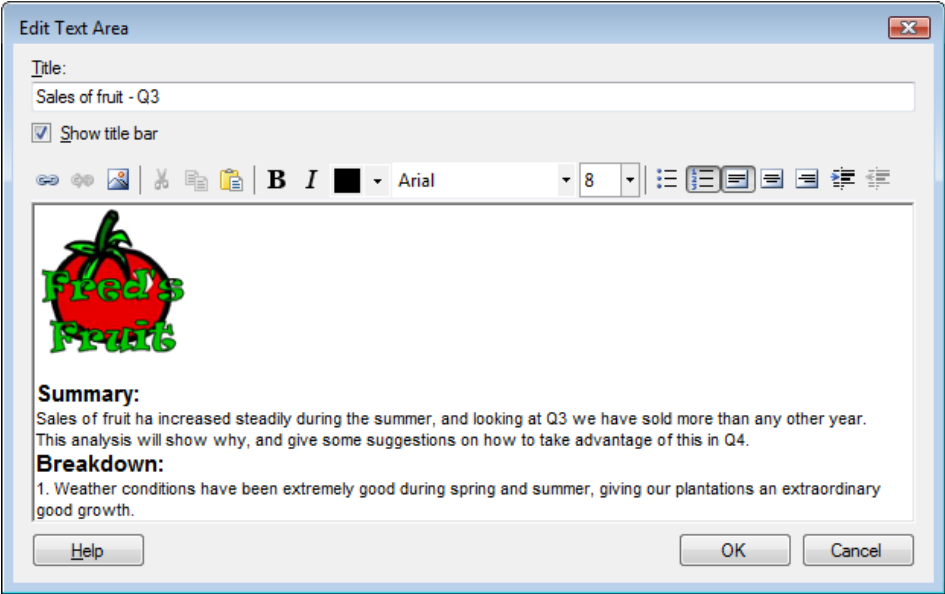 Edit Text Area
Title:
Sales of fruit - Q3
Show title bar
B I Arial 8
Fred's
Fruit
Summary:
Sales of fruit ha increased steadily during the summer, and looking at Q3 we have sold more than any other year.
This analysis will show why, and give some suggestions on how to take advantage of this in Q4.
Breakdown:
1. Weather conditions have been extremely good during spring and summer, giving our plantations an extraordinary
good growth.
Help OK Cancel